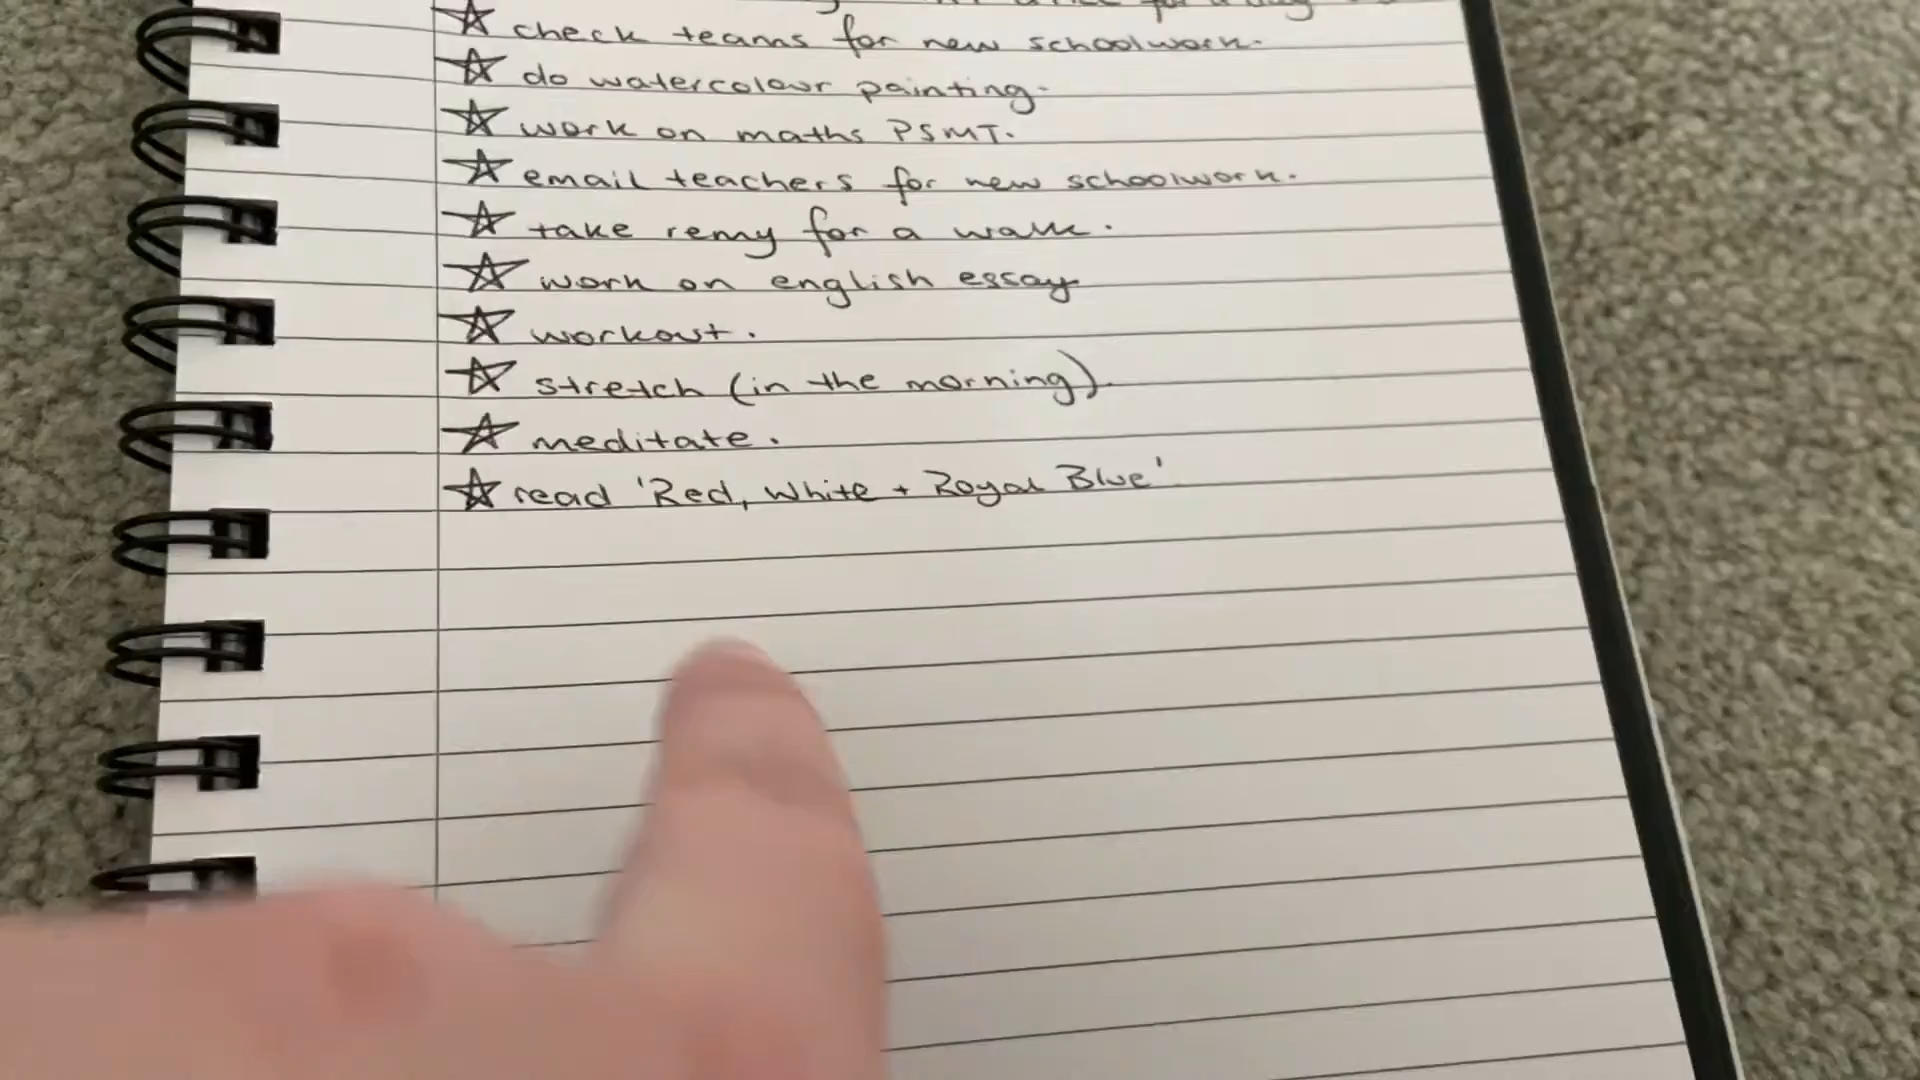 for a
check teams for new schoolwork.
do watercolour painting.
work on maths PSMT.
email teachers for new schoolwork.
take remy for a walk.
work on english essay
workout.
stretch (in the morning).
meditate.
read 'Red, White + Royal Blue'